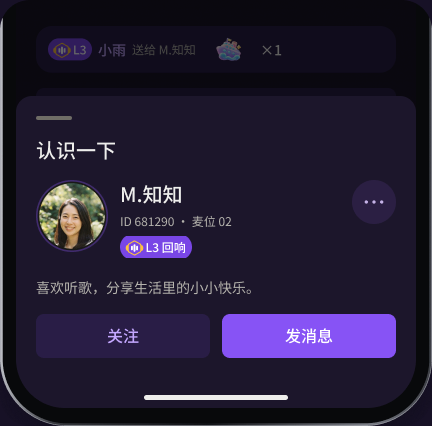 L3 小雨 送给 M.知知 ×1
认识一下
M.知知
ID 681290 · 麦位 02
L3 回响
喜欢听歌，分享生活里的小小快乐。
关注 发消息